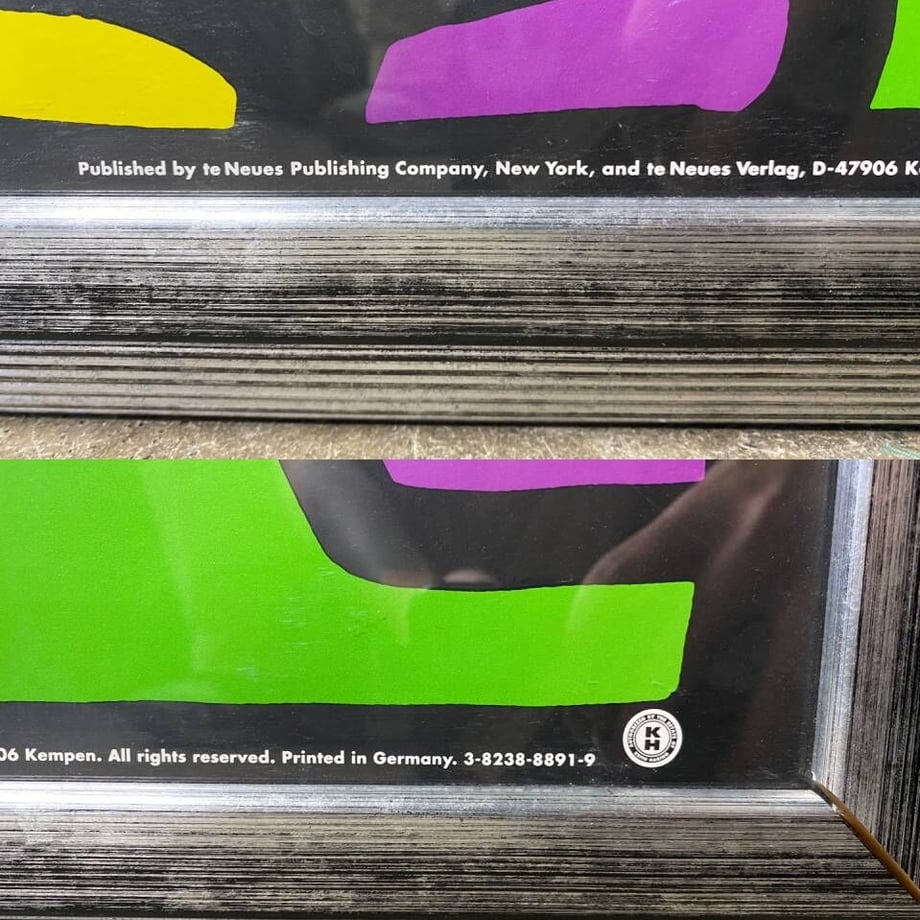 Published by te Neues Publishing Company, New York, and te Neues Verlag, D-47906 K
06 Kempen. All rights reserved. Printed in Germany. 3-8238-8891-9
KH